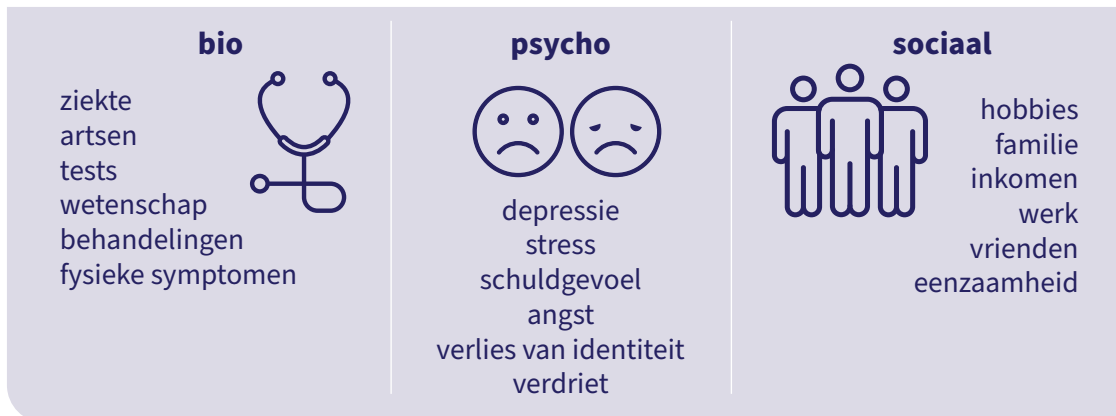 bio
ziekte
artsen
tests
wetenschap
behandelingen
fysieke symptomen
psycho
depressie
stress
schuldgevoel
angst
verlies van identiteit
verdriet
sociaal
hobbies
familie
inkomen
werk
vrienden
eenzaamheid